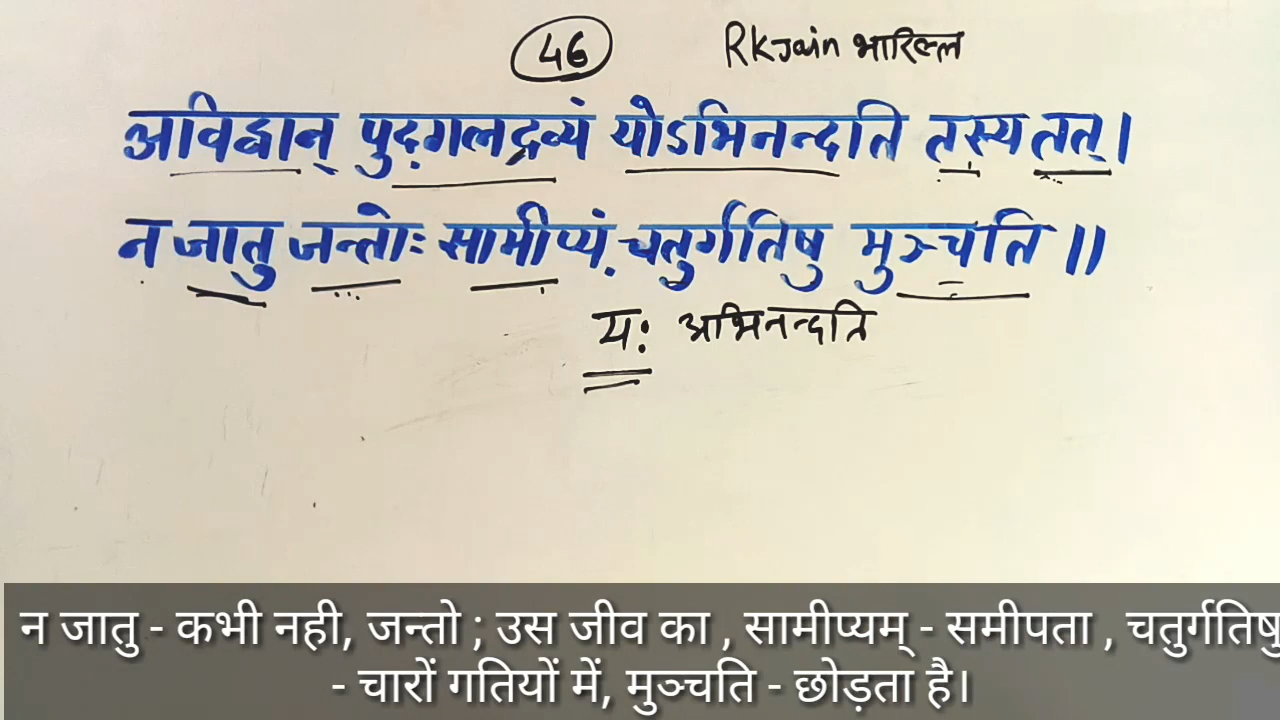 46 RKJain भारिल्ल
अविद्वान् पुद्गलद्रव्यं योऽभिनन्दति तस्य तत्।
न जातु जन्तोः सामीप्यं चतुर्गतिषु मुञ्चति॥
यः अभिनन्दति
न जातु - कभी नही, जन्तो ; उस जीव का , सामीप्यम् - समीपता , चतुर्गतिषु
- चारों गतियों में, मुञ्चति - छोड़ता है।